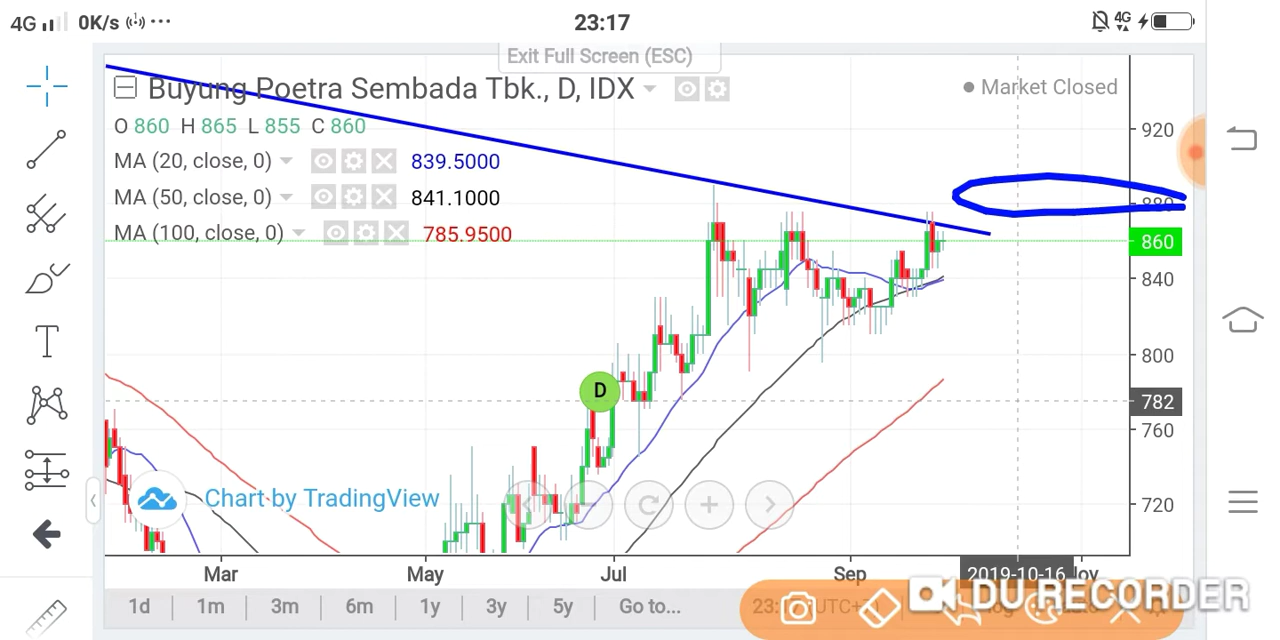 4G 0K/s ... 23:17 4G
Exit Full Screen (ESC)
Buyung Poetra Sembada Tbk., D, IDX
Market Closed
O 860 H 865 L 855 C 860
MA (20, close, 0) 839.5000
MA (50, close, 0) 841.1000
MA (100, close, 0) 785.9500
920
880
860
840
800
782
760
720
D
Chart by TradingView
Mar May Jul Sep 2019-10-16
1d 1m 3m 6m 1y 3y 5y Go to...
23:17
DU RECORDER